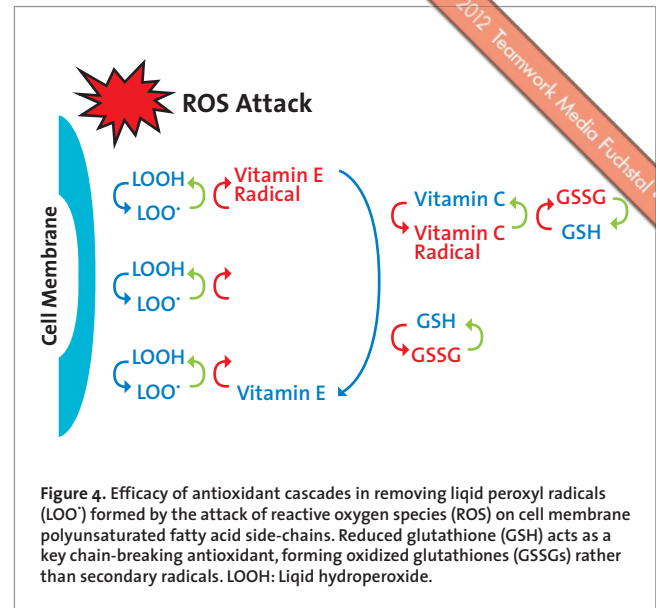 2012 Teamwork Media Fuchstal
ROS Attack
Cell Membrane
LOOH
LOO˙
Vitamin E
Radical
LOOH
LOO˙
LOOH
LOO˙
Vitamin E
Vitamin C
Vitamin C
Radical
GSSG
GSH
GSH
GSSG
Figure 4. Efficacy of antioxidant cascades in removing liqid peroxyl radicals
(LOO˙) formed by the attack of reactive oxygen species (ROS) on cell membrane
polyunsaturated fatty acid side-chains. Reduced glutathione (GSH) acts as a
key chain-breaking antioxidant, forming oxidized glutathiones (GSSGs) rather
than secondary radicals. LOOH: Liqid hydroperoxide.